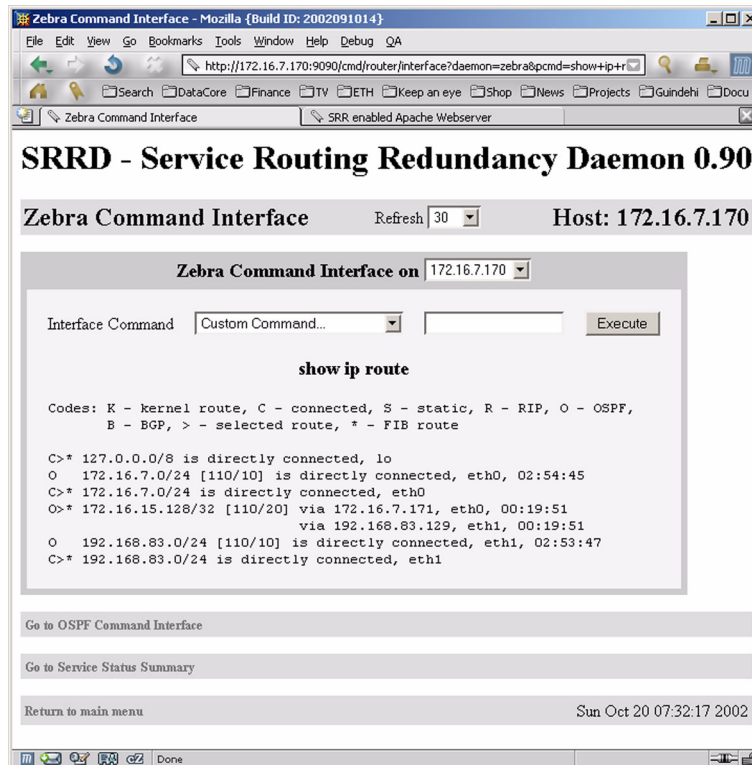 Zebra Command Interface - Mozilla {Build ID: 2002091014}
File Edit View Go Bookmarks Tools Window Help Debug QA
http://172.16.7.170:9090/cmd/router/interface?daemon=zebra&pcmd=show+ip+r
Search DataCore Finance TV ETH Keep an eye Shop News Projects Guindehi Docu
Zebra Command Interface SRR enabled Apache Webserver
SRRD - Service Routing Redundancy Daemon 0.90
Zebra Command Interface Refresh 30 Host: 172.16.7.170
Zebra Command Interface on 172.16.7.170
Interface Command Custom Command... Execute
show ip route
Codes: K - kernel route, C - connected, S - static, R - RIP, O - OSPF,
B - BGP, > - selected route, * - FIB route
C>* 127.0.0.0/8 is directly connected, lo
O 172.16.7.0/24 [110/10] is directly connected, eth0, 02:54:45
C>* 172.16.7.0/24 is directly connected, eth0
O>* 172.16.15.128/32 [110/20] via 172.16.7.171, eth0, 00:19:51
via 192.168.83.129, eth1, 00:19:51
O 192.168.83.0/24 [110/10] is directly connected, eth1, 02:53:47
C>* 192.168.83.0/24 is directly connected, eth1
Go to OSPF Command Interface
Go to Service Status Summary
Return to main menu Sun Oct 20 07:32:17 2002
Done